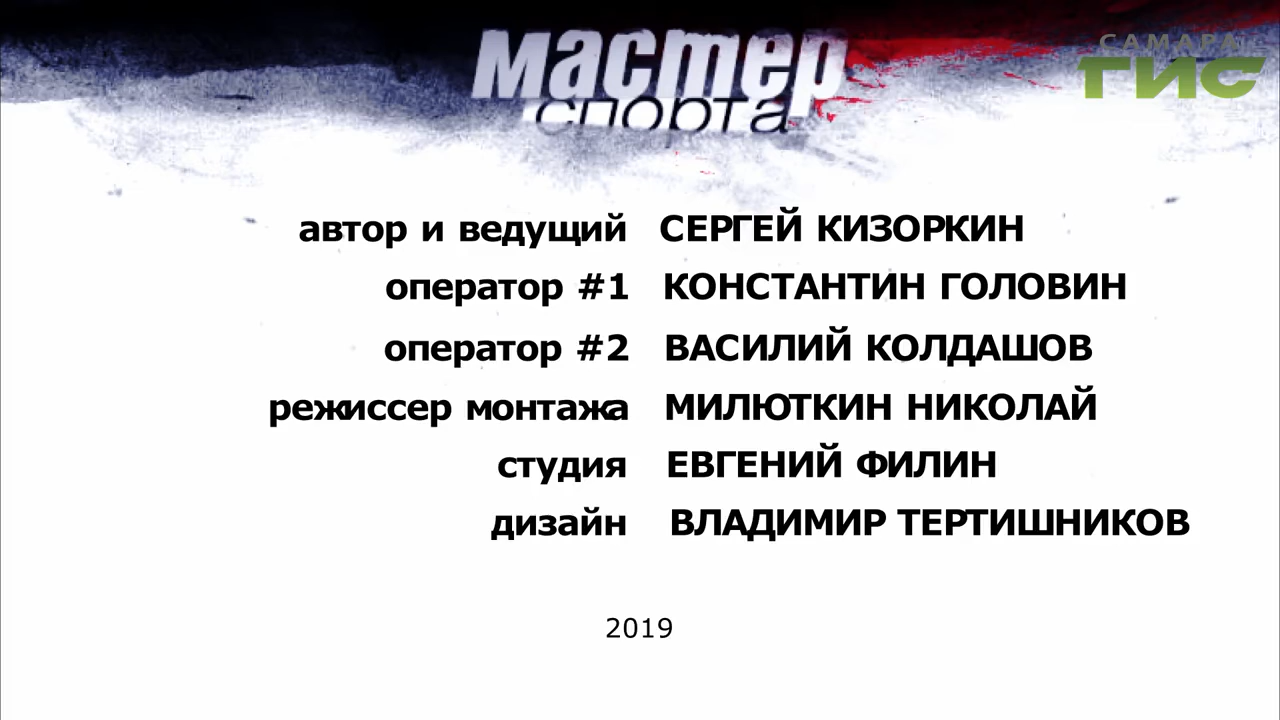 мастер
спорта
САМАРА
ГИС
автор и ведущий СЕРГЕЙ КИЗОРКИН
оператор #1 КОНСТАНТИН ГОЛОВИН
оператор #2 ВАСИЛИЙ КОЛДАШОВ
режиссер монтажа МИЛЮТКИН НИКОЛАЙ
студия ЕВГЕНИЙ ФИЛИН
дизайн ВЛАДИМИР ТЕРТИШНИКОВ
2019